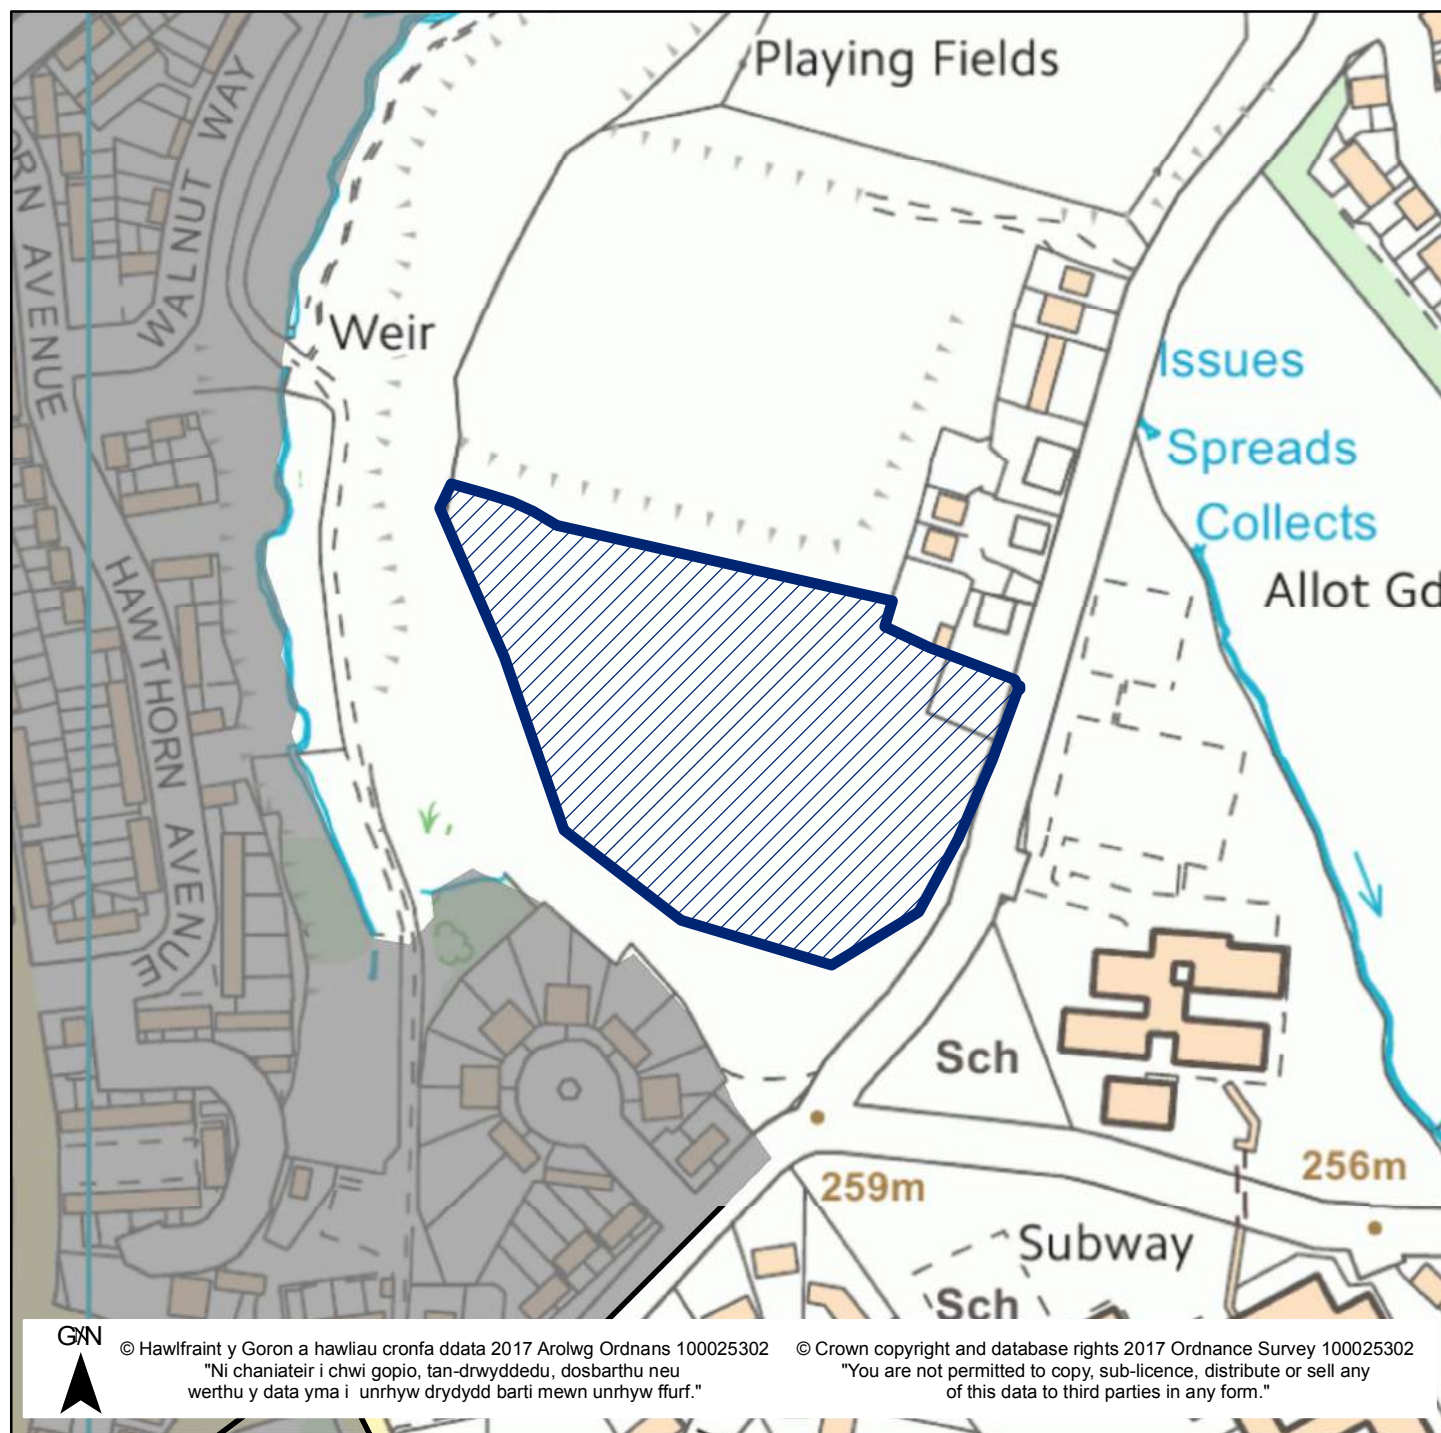 Playing Fields
WALNUT WAY
ORN AVENUE
Weir
Issues
Spreads
Collects
Allot Gd
HAWTHORN AVENUE
Sch
259m
256m
Subway
Sch
G/N
© Hawlfraint y Goron a hawliau cronfa ddata 2017 Arolwg Ordnans 100025302
"Ni chaniateir i chwi gopio, tan-drwyddedu, dosbarthu neu
werthu y data yma i unrhyw drydydd barti mewn unrhyw ffurf."
© Crown copyright and database rights 2017 Ordnance Survey 100025302
"You are not permitted to copy, sub-licence, distribute or sell any
of this data to third parties in any form."